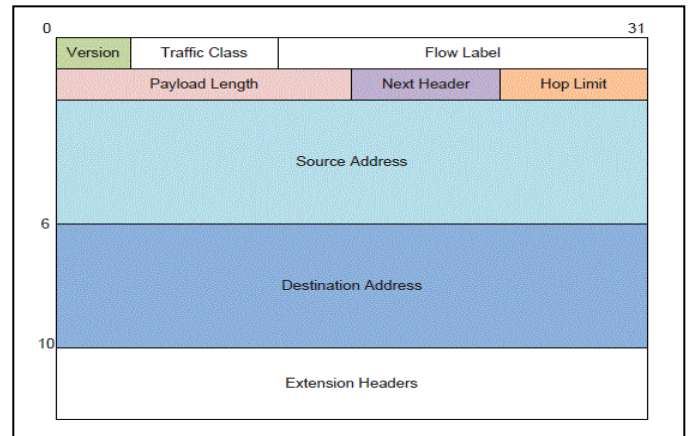 0 31
Version Traffic Class Flow Label
Payload Length Next Header Hop Limit
Source Address
6
Destination Address
10
Extension Headers